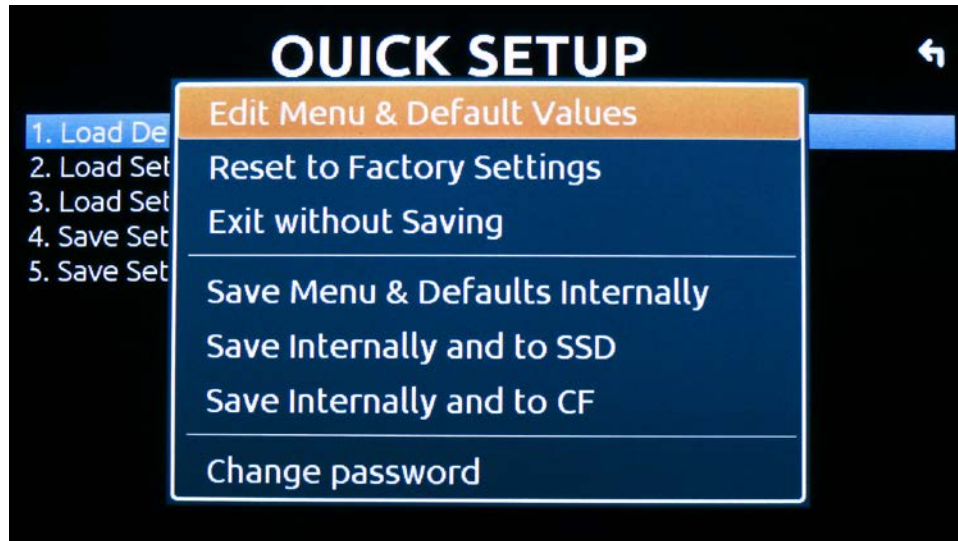 QUICK SETUP
1. Load De
2. Load Set
3. Load Set
4. Save Set
5. Save Set
Edit Menu & Default Values
Reset to Factory Settings
Exit without Saving
Save Menu & Defaults Internally
Save Internally and to SSD
Save Internally and to CF
Change password